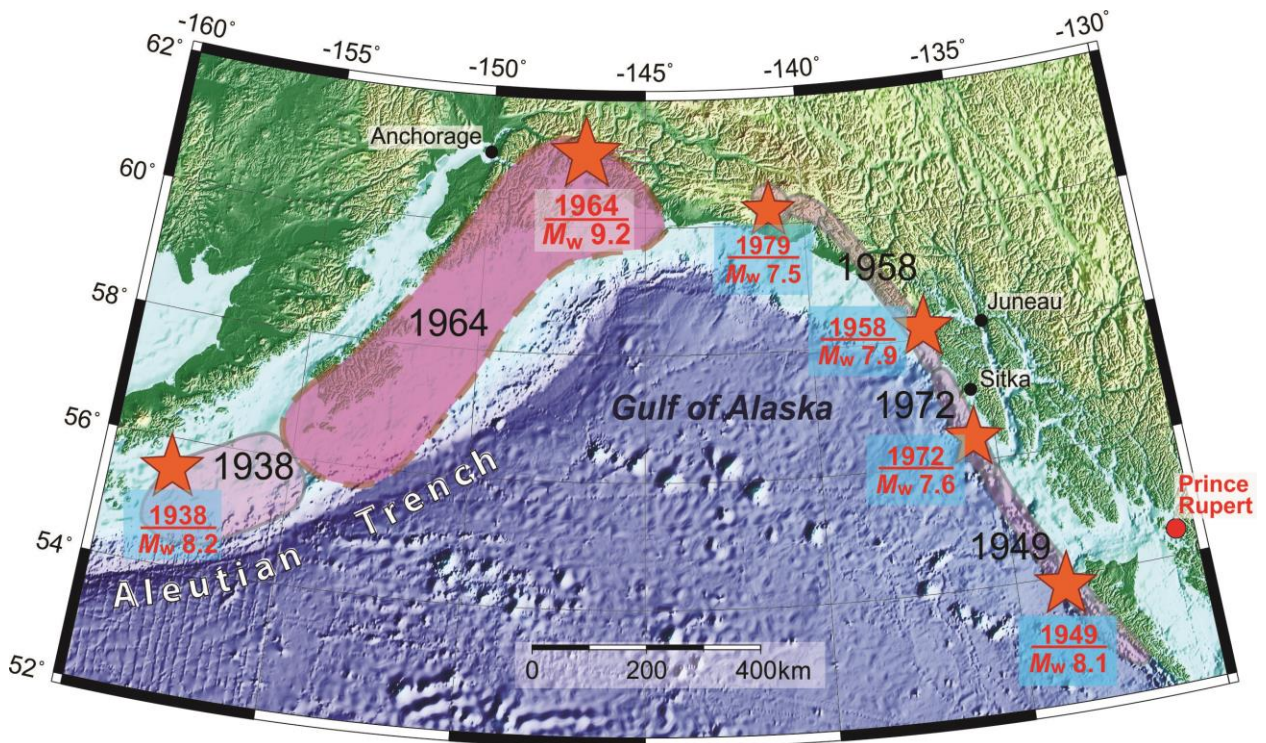 -160°
-155°
-150°
-145°
-140°
-135°
-130°
62°
60°
58°
56°
54°
52°
Anchorage
1964
Mw 9.2
1979
Mw 7.5
1958
1964
1958
Mw 7.9
Juneau
Sitka
Gulf of Alaska
1972
1972
Mw 7.6
1938
1938
Mw 8.2
Aleutian Trench
Prince
Rupert
1949
1949
Mw 8.1
0 200 400km